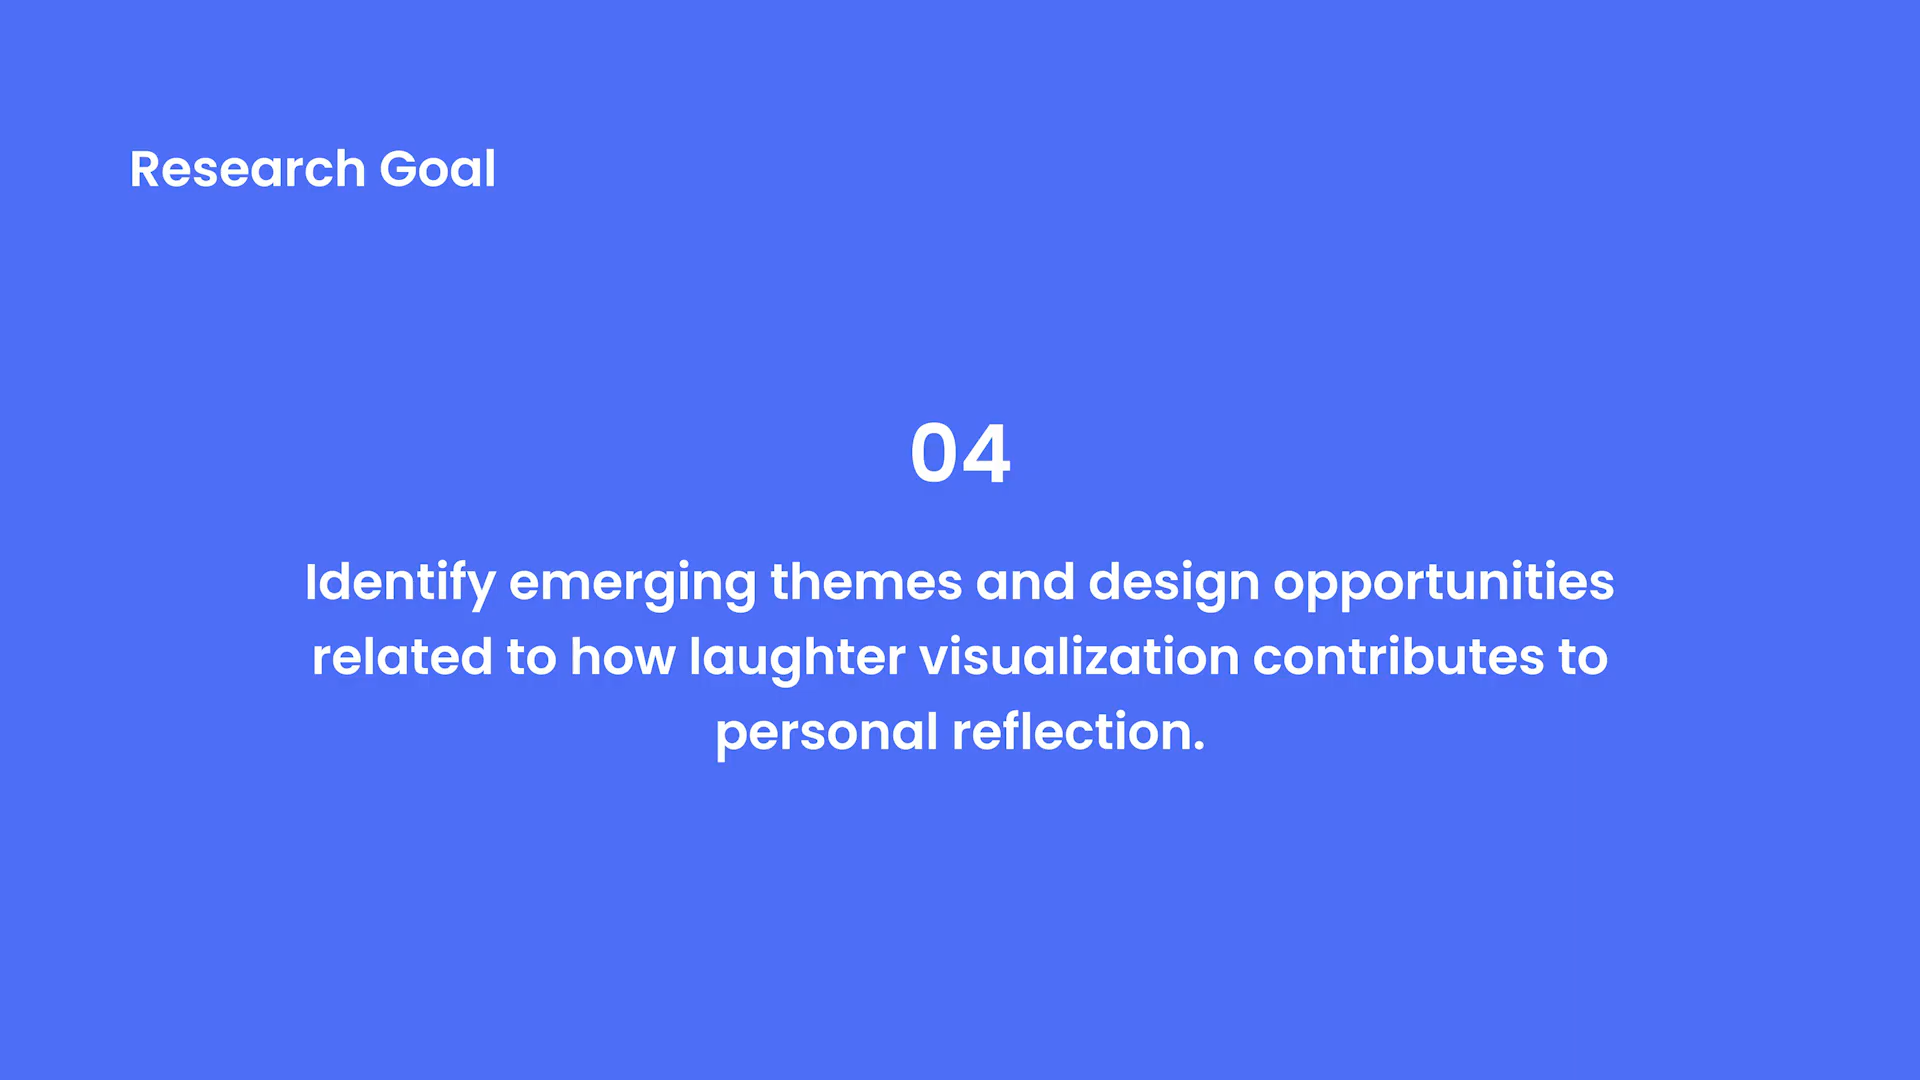 Research Goal
04
Identify emerging themes and design opportunities
related to how laughter visualization contributes to
personal reflection.